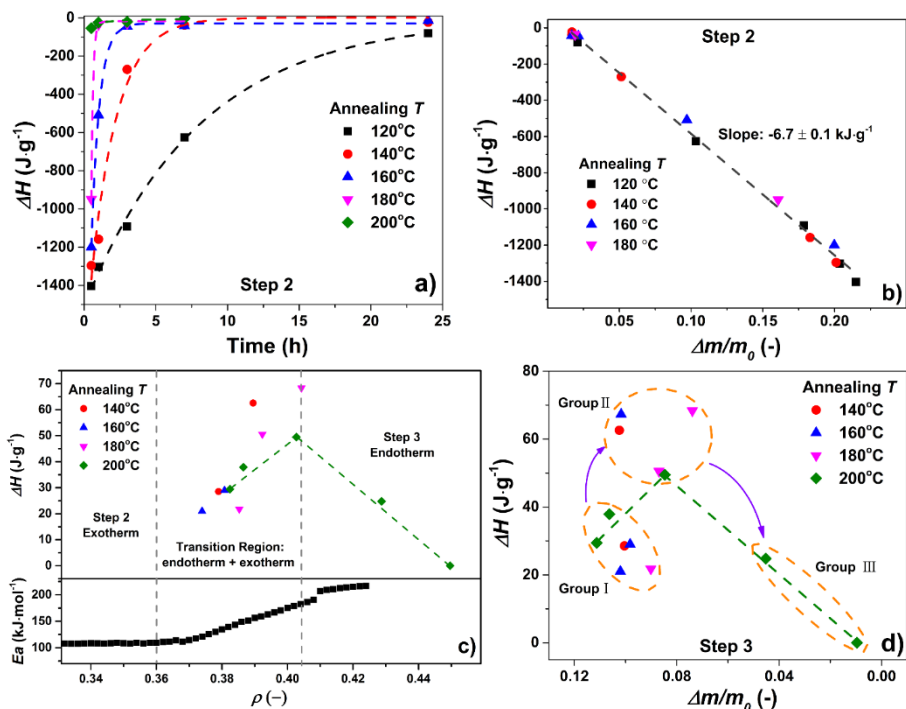 0
-200
-400
-600
-800
-1000
-1200
-1400
ΔH (J·g⁻¹)
Annealing T
120°C
140°C
160°C
180°C
200°C
Step 2
a)
0 5 10 15 20 25
Time (h)
0
-200
-400
-600
-800
-1000
-1200
-1400
ΔH (J·g⁻¹)
Step 2
Slope: -6.7 ± 0.1 kJ·g⁻¹
Annealing T
120 °C
140 °C
160 °C
180 °C
b)
0.05 0.10 0.15 0.20
Δm/m₀ (-)
70
60
50
40
30
20
10
0
ΔH (J·g⁻¹)
Annealing T
140°C
160°C
180°C
200°C
Step 3
Endotherm
Step 2
Exotherm
Transition Region:
endotherm + exotherm
200
150
100
Ea (kJ·mol⁻¹)
c)
0.34 0.36 0.38 0.40 0.42 0.44
ρ (–)
80
60
40
20
0
ΔH (J·g⁻¹)
Annealing T
140°C
160°C
180°C
200°C
Group II
Group I
Group III
Step 3
d)
0.12 0.08 0.04 0.00
Δm/m₀ (-)